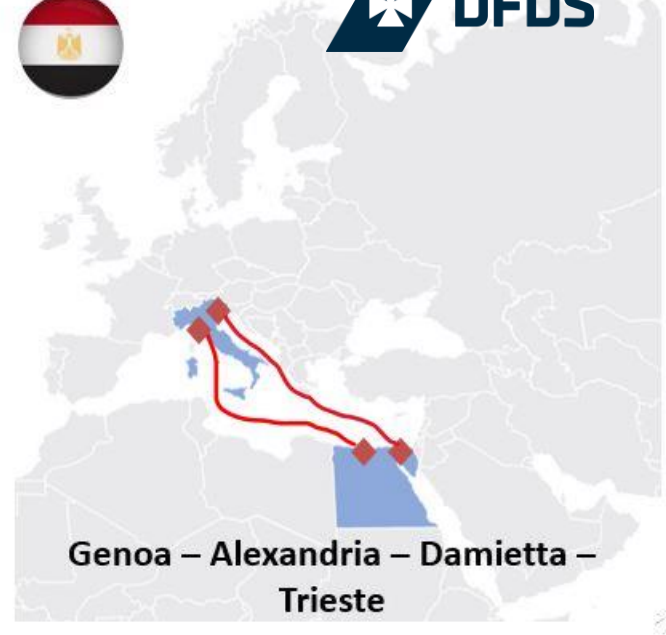 DFDS
Genoa – Alexandria – Damietta –
Trieste